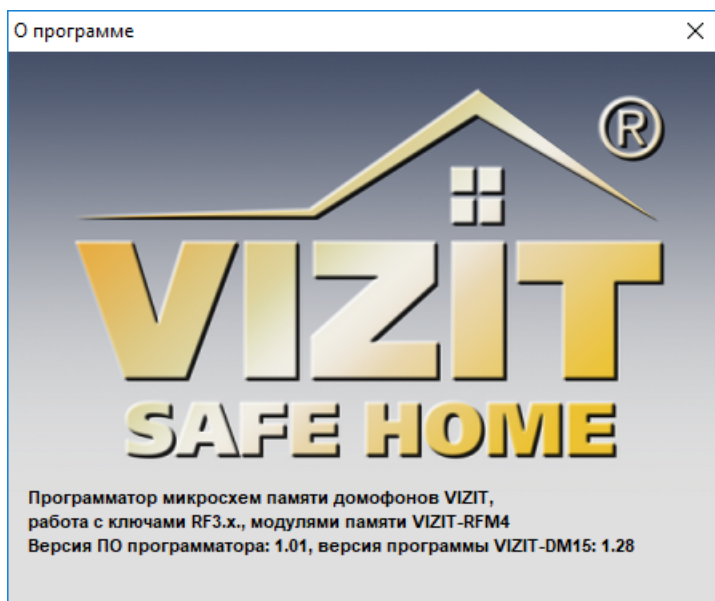 О программе
®
VIZIT
SAFE HOME
Программатор микросхем памяти домофонов VIZIT,
работа с ключами RF3.x., модулями памяти VIZIT-RFM4
Версия ПО программатора: 1.01, версия программы VIZIT-DM15: 1.28